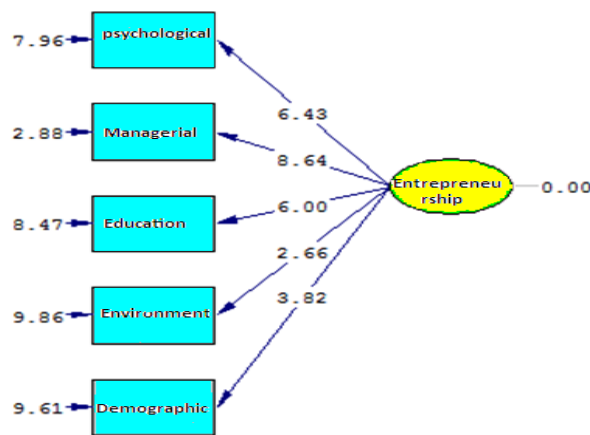 7.96
psychological
6.43
2.88
Managerial
8.64
Entrepreneu
rship
0.00
8.47
Education
6.00
2.66
9.86
Environment
3.82
9.61
Demographic